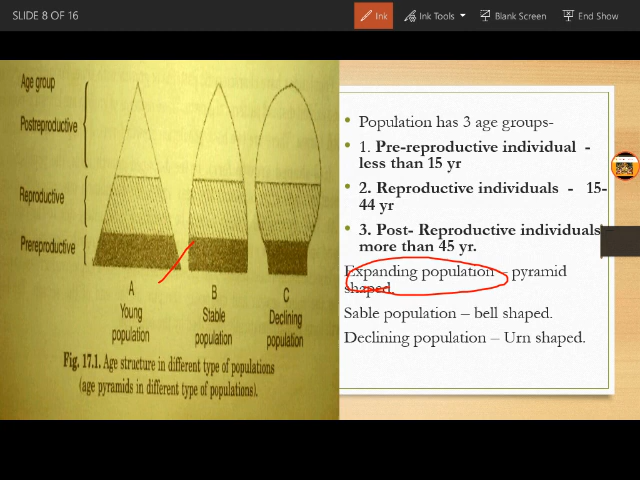 SLIDE 8 OF 16
Ink
Ink Tools
Blank Screen
End Show
Age group
Postreproductive
Reproductive
Prereproductive
A
Young
population
B
Stable
population
C
Declining
population
Fig. 17.1. Age structure in different type of populations
(age pyramids in different type of populations).
• Population has 3 age groups-
• 1. Pre-reproductive individual -
less than 15 yr
• 2. Reproductive individuals - 15-
44 yr
• 3. Post- Reproductive individuals –
more than 45 yr.
Expanding population – pyramid
shaped.
Sable population – bell shaped.
Declining population – Urn shaped.